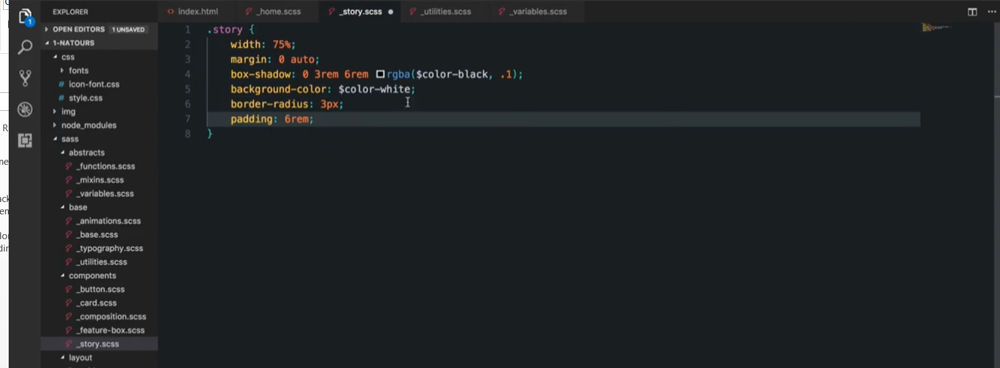 EXPLORER
index.html
_home.scss
_story.scss
_utilities.scss
_variables.scss
1
OPEN EDITORS 1 UNSAVED
1-NATOURS
css
fonts
# icon-font.css
# style.css
img
node_modules
sass
abstracts
_functions.scss
_mixins.scss
_variables.scss
base
_animations.scss
_base.scss
_typography.scss
_utilities.scss
components
_button.scss
_card.scss
_composition.scss
_feature-box.scss
_story.scss
layout
1 .story {
2 width: 75%;
3 margin: 0 auto;
4 box-shadow: 0 3rem 6rem rgba($color-black, .1);
5 background-color: $color-white;
6 border-radius: 3px;
7 padding: 6rem;
8 }